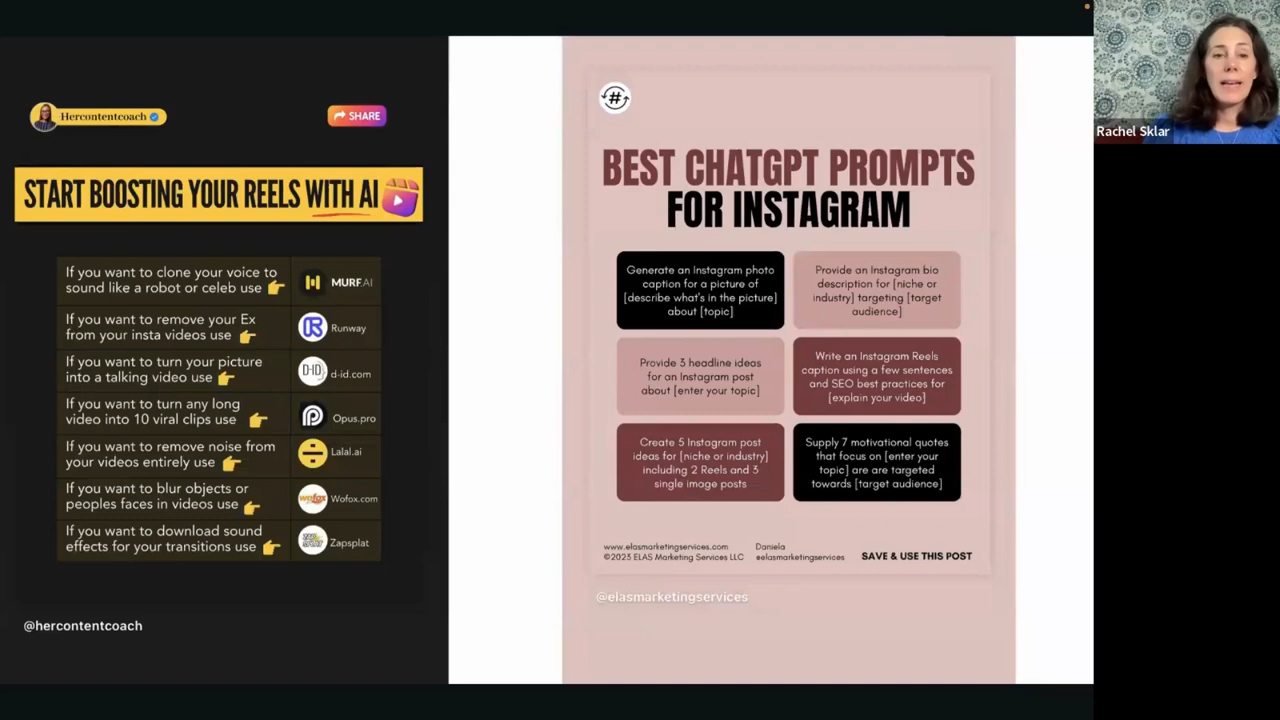 Hercontentcoach
SHARE
START BOOSTING YOUR REELS WITH AI
If you want to clone your voice to
sound like a robot or celeb use
MURF.AI
If you want to remove your Ex
from your insta videos use
Runway
If you want to turn your picture
into a talking video use
D-ID
d-id.com
If you want to turn any long
video into 10 viral clips use
Opus.pro
If you want to remove noise from
your videos entirely use
Lalal.ai
If you want to blur objects or
peoples faces in videos use
wofox
Wofox.com
If you want to download sound
effects for your transitions use
Zapsplat
@hercontentcoach
#
BEST CHATGPT PROMPTS
FOR INSTAGRAM
Generate an Instagram photo
caption for a picture of
[describe what's in the picture]
about [topic]
Provide an Instagram bio
description for [niche or
industry] targeting [target
audience]
Provide 3 headline ideas
for an Instagram post
about [enter your topic]
Write an Instagram Reels
caption using a few sentences
and SEO best practices for
[explain your video]
Create 5 Instagram post
ideas for [niche or industry]
including 2 Reels and 3
single image posts
Supply 7 motivational quotes
that focus on [enter your
topic] are are targeted
towards [target audience]
www.elasmarketingservices.com
©2023 ELAS Marketing Services LLC
Daniela
@elasmarketingservices
SAVE & USE THIS POST
@elasmarketingservices
Rachel Sklar